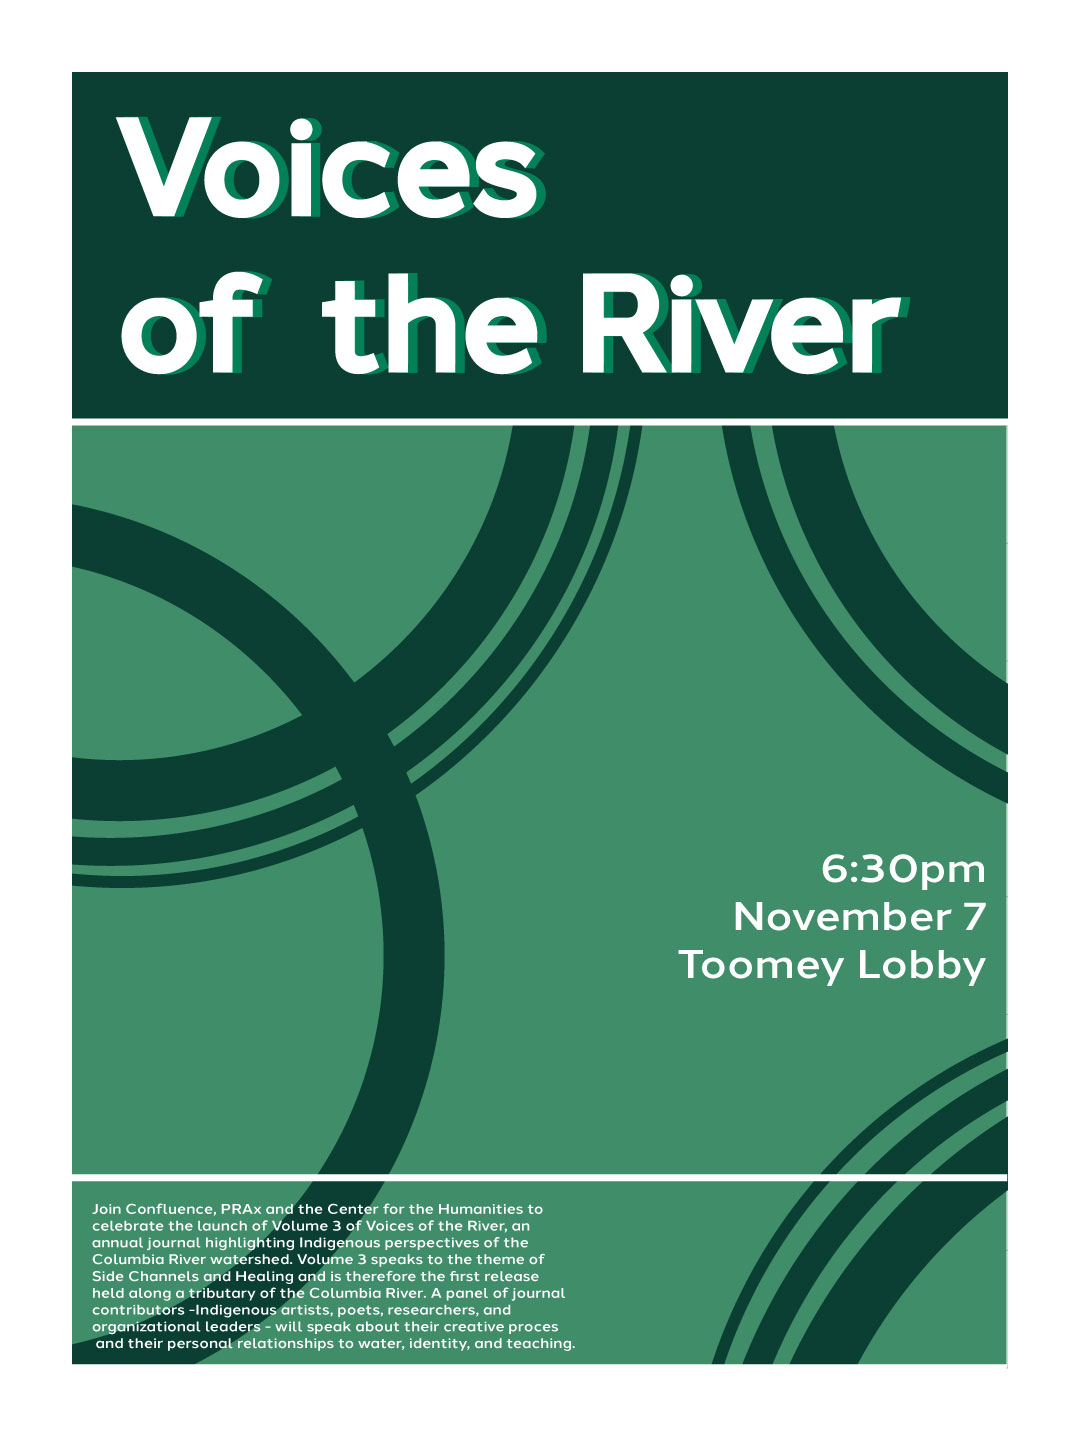 Voices
of the River
6:30pm
November 7
Toomey Lobby
Join Confluence, PRAx and the Center for the Humanities to
celebrate the launch of Volume 3 of Voices of the River, an
annual journal highlighting Indigenous perspectives of the
Columbia River watershed. Volume 3 speaks to the theme of
Side Channels and Healing and is therefore the first release
held along a tributary of the Columbia River. A panel of journal
contributors -Indigenous artists, poets, researchers, and
organizational leaders - will speak about their creative proces
and their personal relationships to water, identity, and teaching.